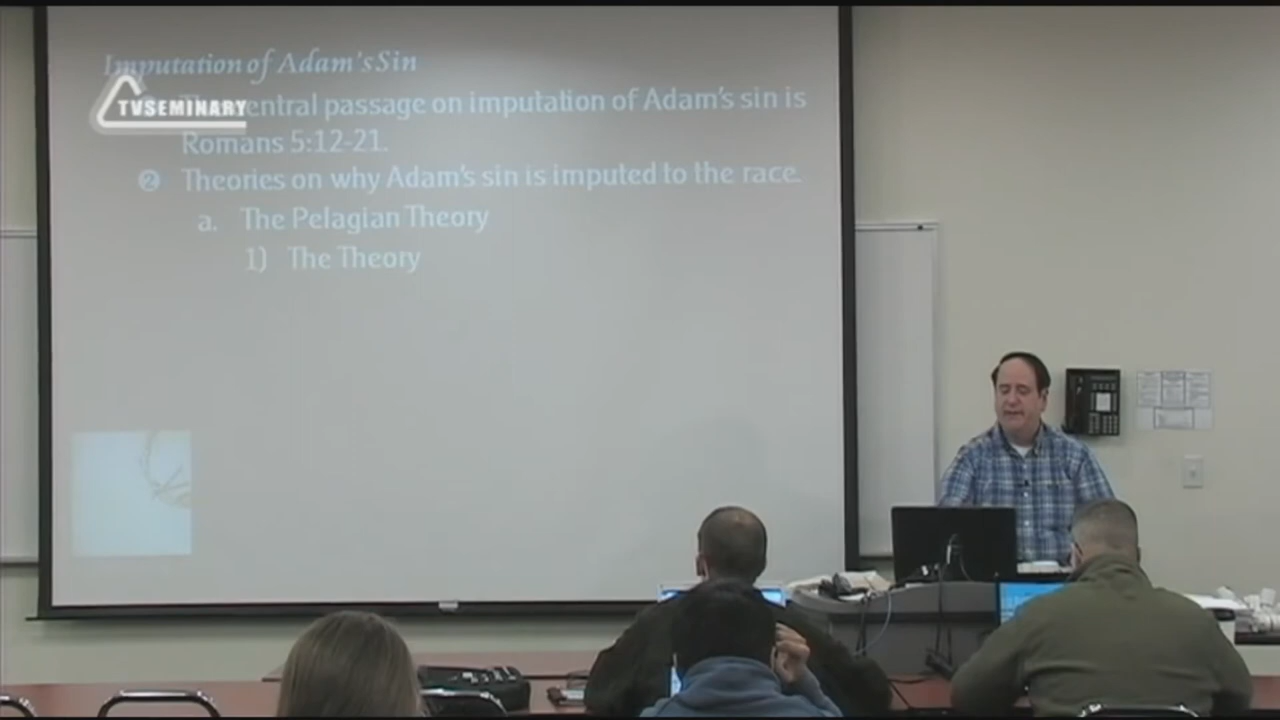 Imputation of Adam's Sin
TVSEMINARY
entral passage on imputation of Adam's sin is
Romans 5:12-21.
2 Theories on why Adam's sin is imputed to the race.
a. The Pelagian Theory
1) The Theory